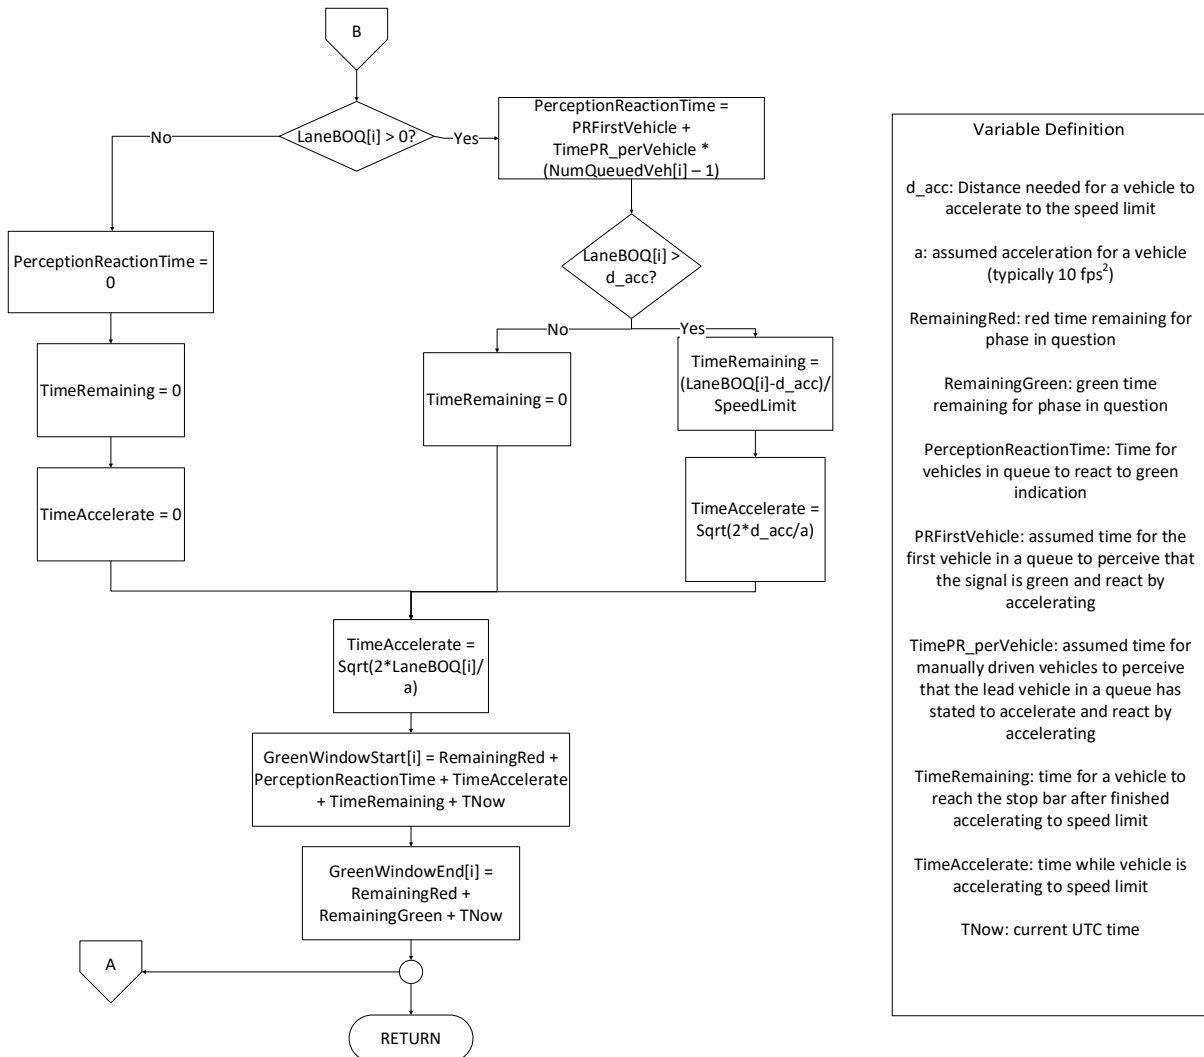 B
LaneBOQ[i] > 0?
No
Yes
PerceptionReactionTime =
PRFirstVehicle +
TimePR_perVehicle *
(NumQueuedVeh[i] – 1)
PerceptionReactionTime =
0
LaneBOQ[i] >
d_acc?
No
Yes
TimeRemaining = 0
TimeRemaining = 0
TimeRemaining =
(LaneBOQ[i]-d_acc)/
SpeedLimit
TimeAccelerate = 0
TimeAccelerate =
Sqrt(2*d_acc/a)
TimeAccelerate =
Sqrt(2*LaneBOQ[i]/
a)
GreenWindowStart[i] = RemainingRed +
PerceptionReactionTime + TimeAccelerate
+ TimeRemaining + TNow
GreenWindowEnd[i] =
RemainingRed +
RemainingGreen + TNow
A
RETURN
Variable Definition
d_acc: Distance needed for a vehicle to
accelerate to the speed limit
a: assumed acceleration for a vehicle
(typically 10 fps²)
RemainingRed: red time remaining for
phase in question
RemainingGreen: green time
remaining for phase in question
PerceptionReactionTime: Time for
vehicles in queue to react to green
indication
PRFirstVehicle: assumed time for the
first vehicle in a queue to perceive that
the signal is green and react by
accelerating
TimePR_perVehicle: assumed time for
manually driven vehicles to perceive
that the lead vehicle in a queue has
stated to accelerate and react by
accelerating
TimeRemaining: time for a vehicle to
reach the stop bar after finished
accelerating to speed limit
TimeAccelerate: time while vehicle is
accelerating to speed limit
TNow: current UTC time